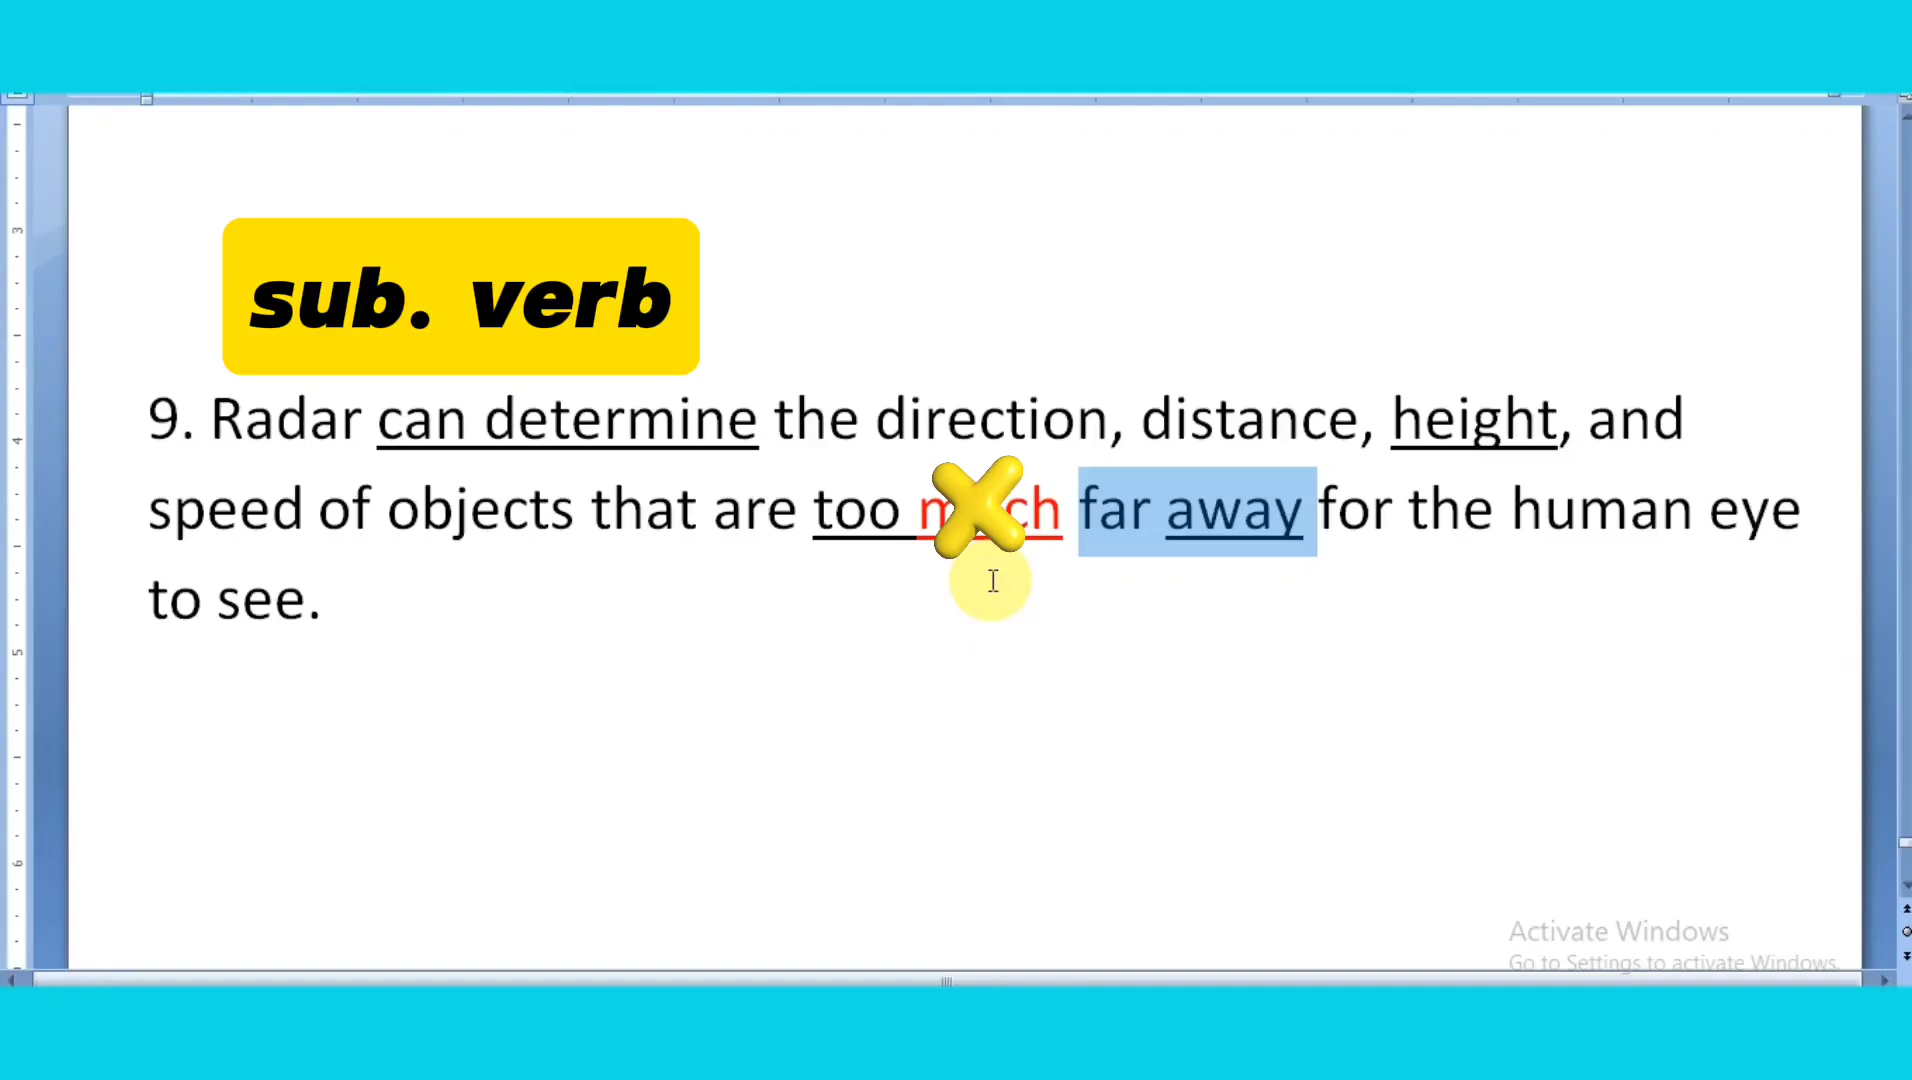 sub. verb
9. Radar can determine the direction, distance, height, and
speed of objects that are too much far away for the human eye
to see.
Activate Windows
Go to Settings to activate Windows.